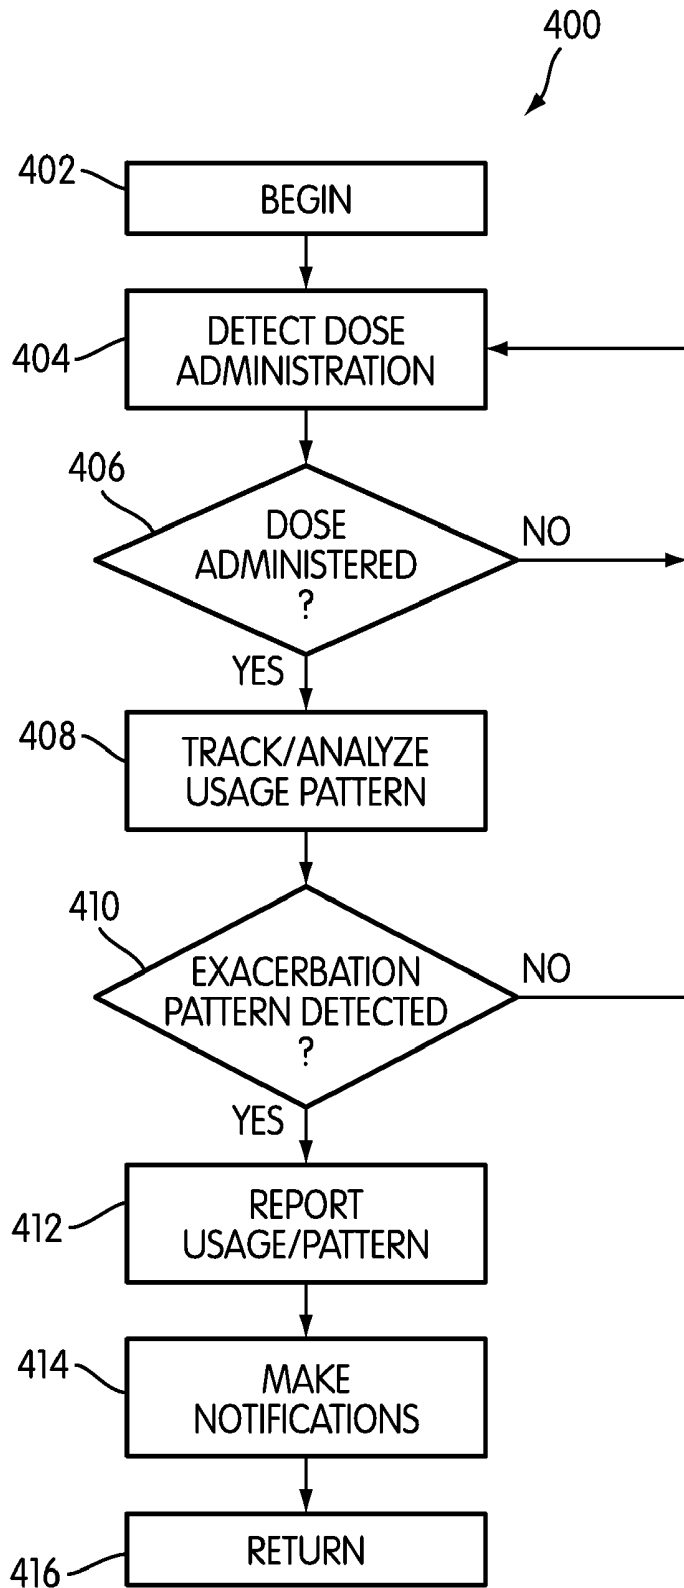 400
402
BEGIN
404
DETECT DOSE
ADMINISTRATION
406
DOSE
ADMINISTERED
?
NO
YES
408
TRACK/ANALYZE
USAGE PATTERN
410
EXACERBATION
PATTERN DETECTED
?
NO
YES
412
REPORT
USAGE/PATTERN
414
MAKE
NOTIFICATIONS
416
RETURN